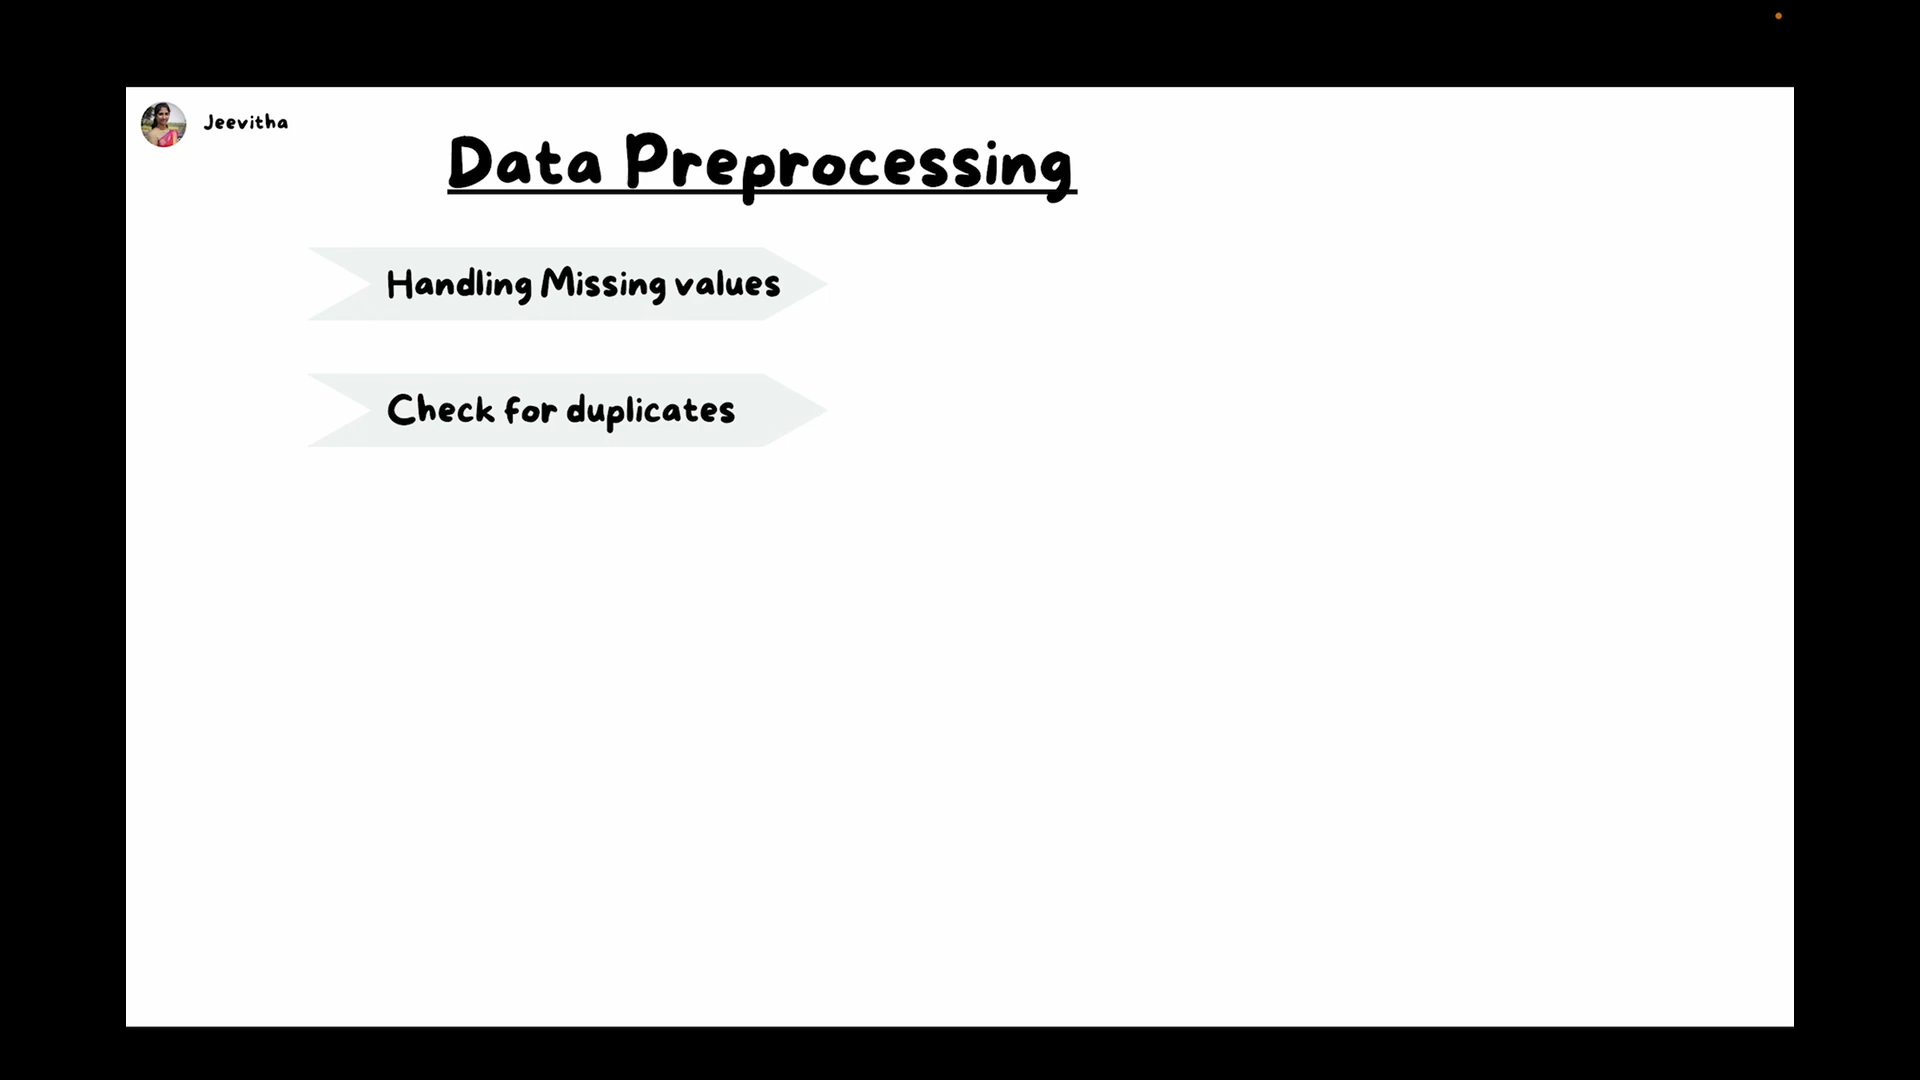 Jeevitha
Data Preprocessing
Handling Missing values
Check for duplicates